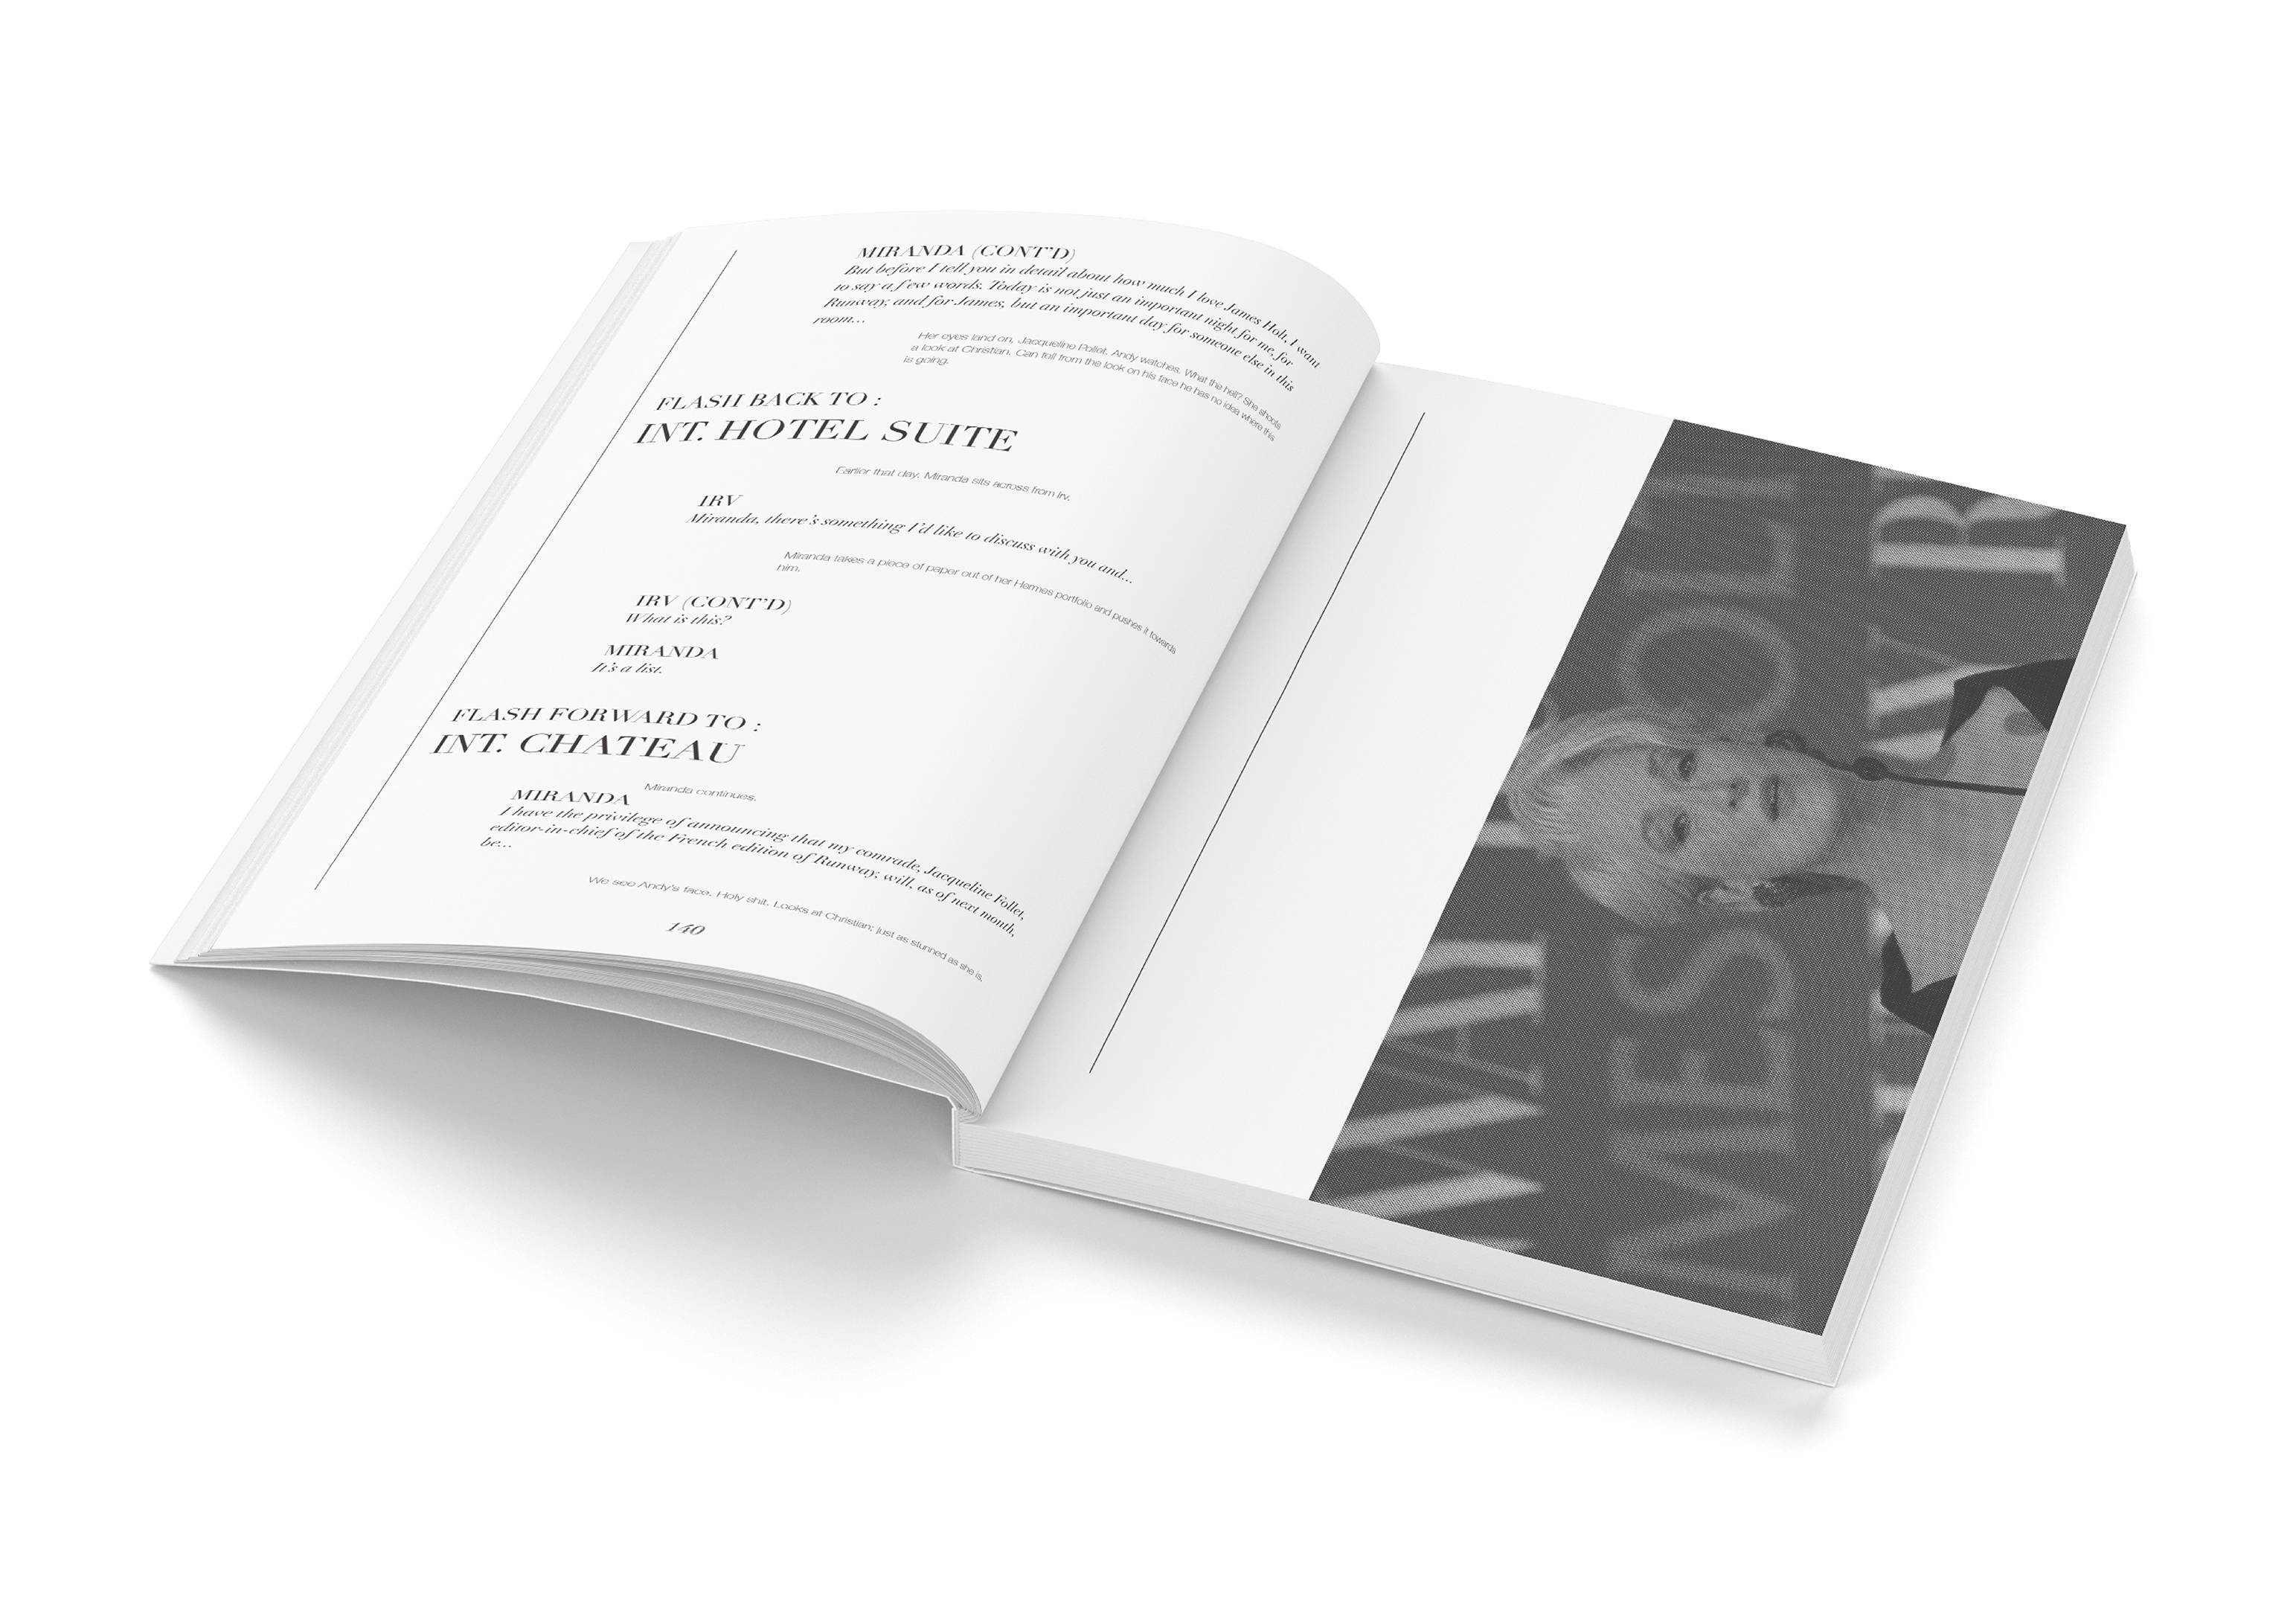 MIRANDA (CONT'D)
But before I tell you in detail about how much I love James Holt, I want
to say a few words. Today is not just an important night for me, for
Runway, and for James, but an important day for someone else in this
room...
Her eyes land on, Jacqueline Follet. Andy watches. What the hell? She shoots
a look at Christian. Can tell from the look on his face he has no idea where this
is going.
FLASH BACK TO :
INT. HOTEL SUITE
Earlier that day. Miranda sits across from Irv.
IRV
Miranda, there's something I'd like to discuss with you and...
Miranda takes a piece of paper out of her Hermes portfolio and pushes it towards
him.
IRV (CONT'D)
What is this?
MIRANDA
It's a list.
FLASH FORWARD TO :
INT. CHATEAU
Miranda continues.
MIRANDA
I have the privilege of announcing that my comrade, Jacqueline Follet,
editor-in-chief of the French edition of Runway, will, as of next month,
be...
We see Andy's face. Holy shit. Looks at Christian; just as stunned as she is.
140